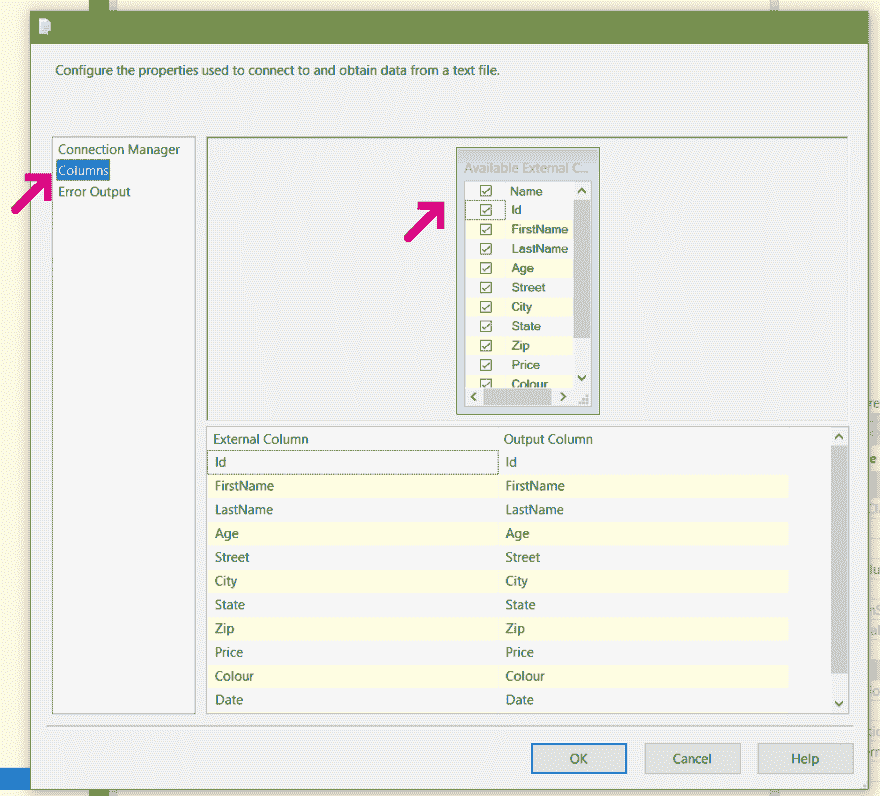 Configure the properties used to connect to and obtain data from a text file.
Connection Manager
Columns
Error Output
Available External C...
Name
Id
FirstName
LastName
Age
Street
City
State
Zip
Price
Colour
External Column Output Column
Id Id
FirstName FirstName
LastName LastName
Age Age
Street Street
City City
State State
Zip Zip
Price Price
Colour Colour
Date Date
OK Cancel Help